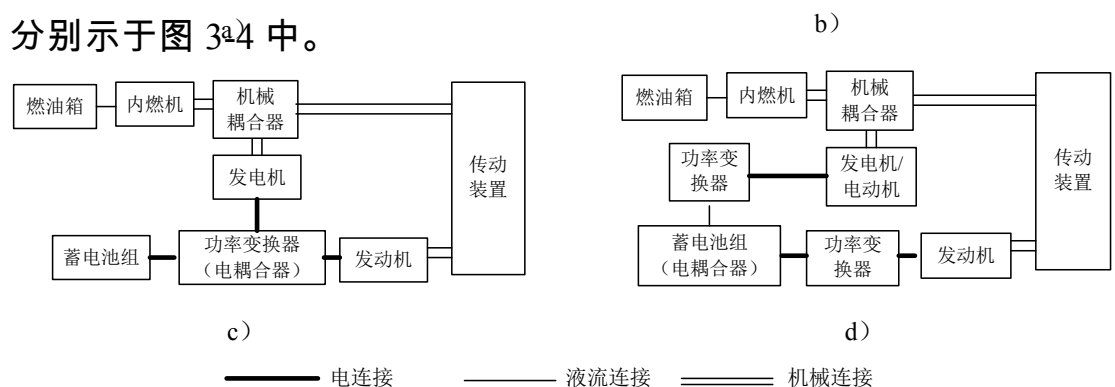 分别示于图 3-4 中。
a）
b）
燃油箱
内燃机
机械
耦合器
发电机
传动
装置
蓄电池组
功率变换器
（电耦合器）
发动机
燃油箱
内燃机
机械
耦合器
功率变
换器
发电机/
电动机
传动
装置
蓄电池组
（电耦合器）
功率变
换器
发动机
c）
d）
电连接
液流连接
机械连接